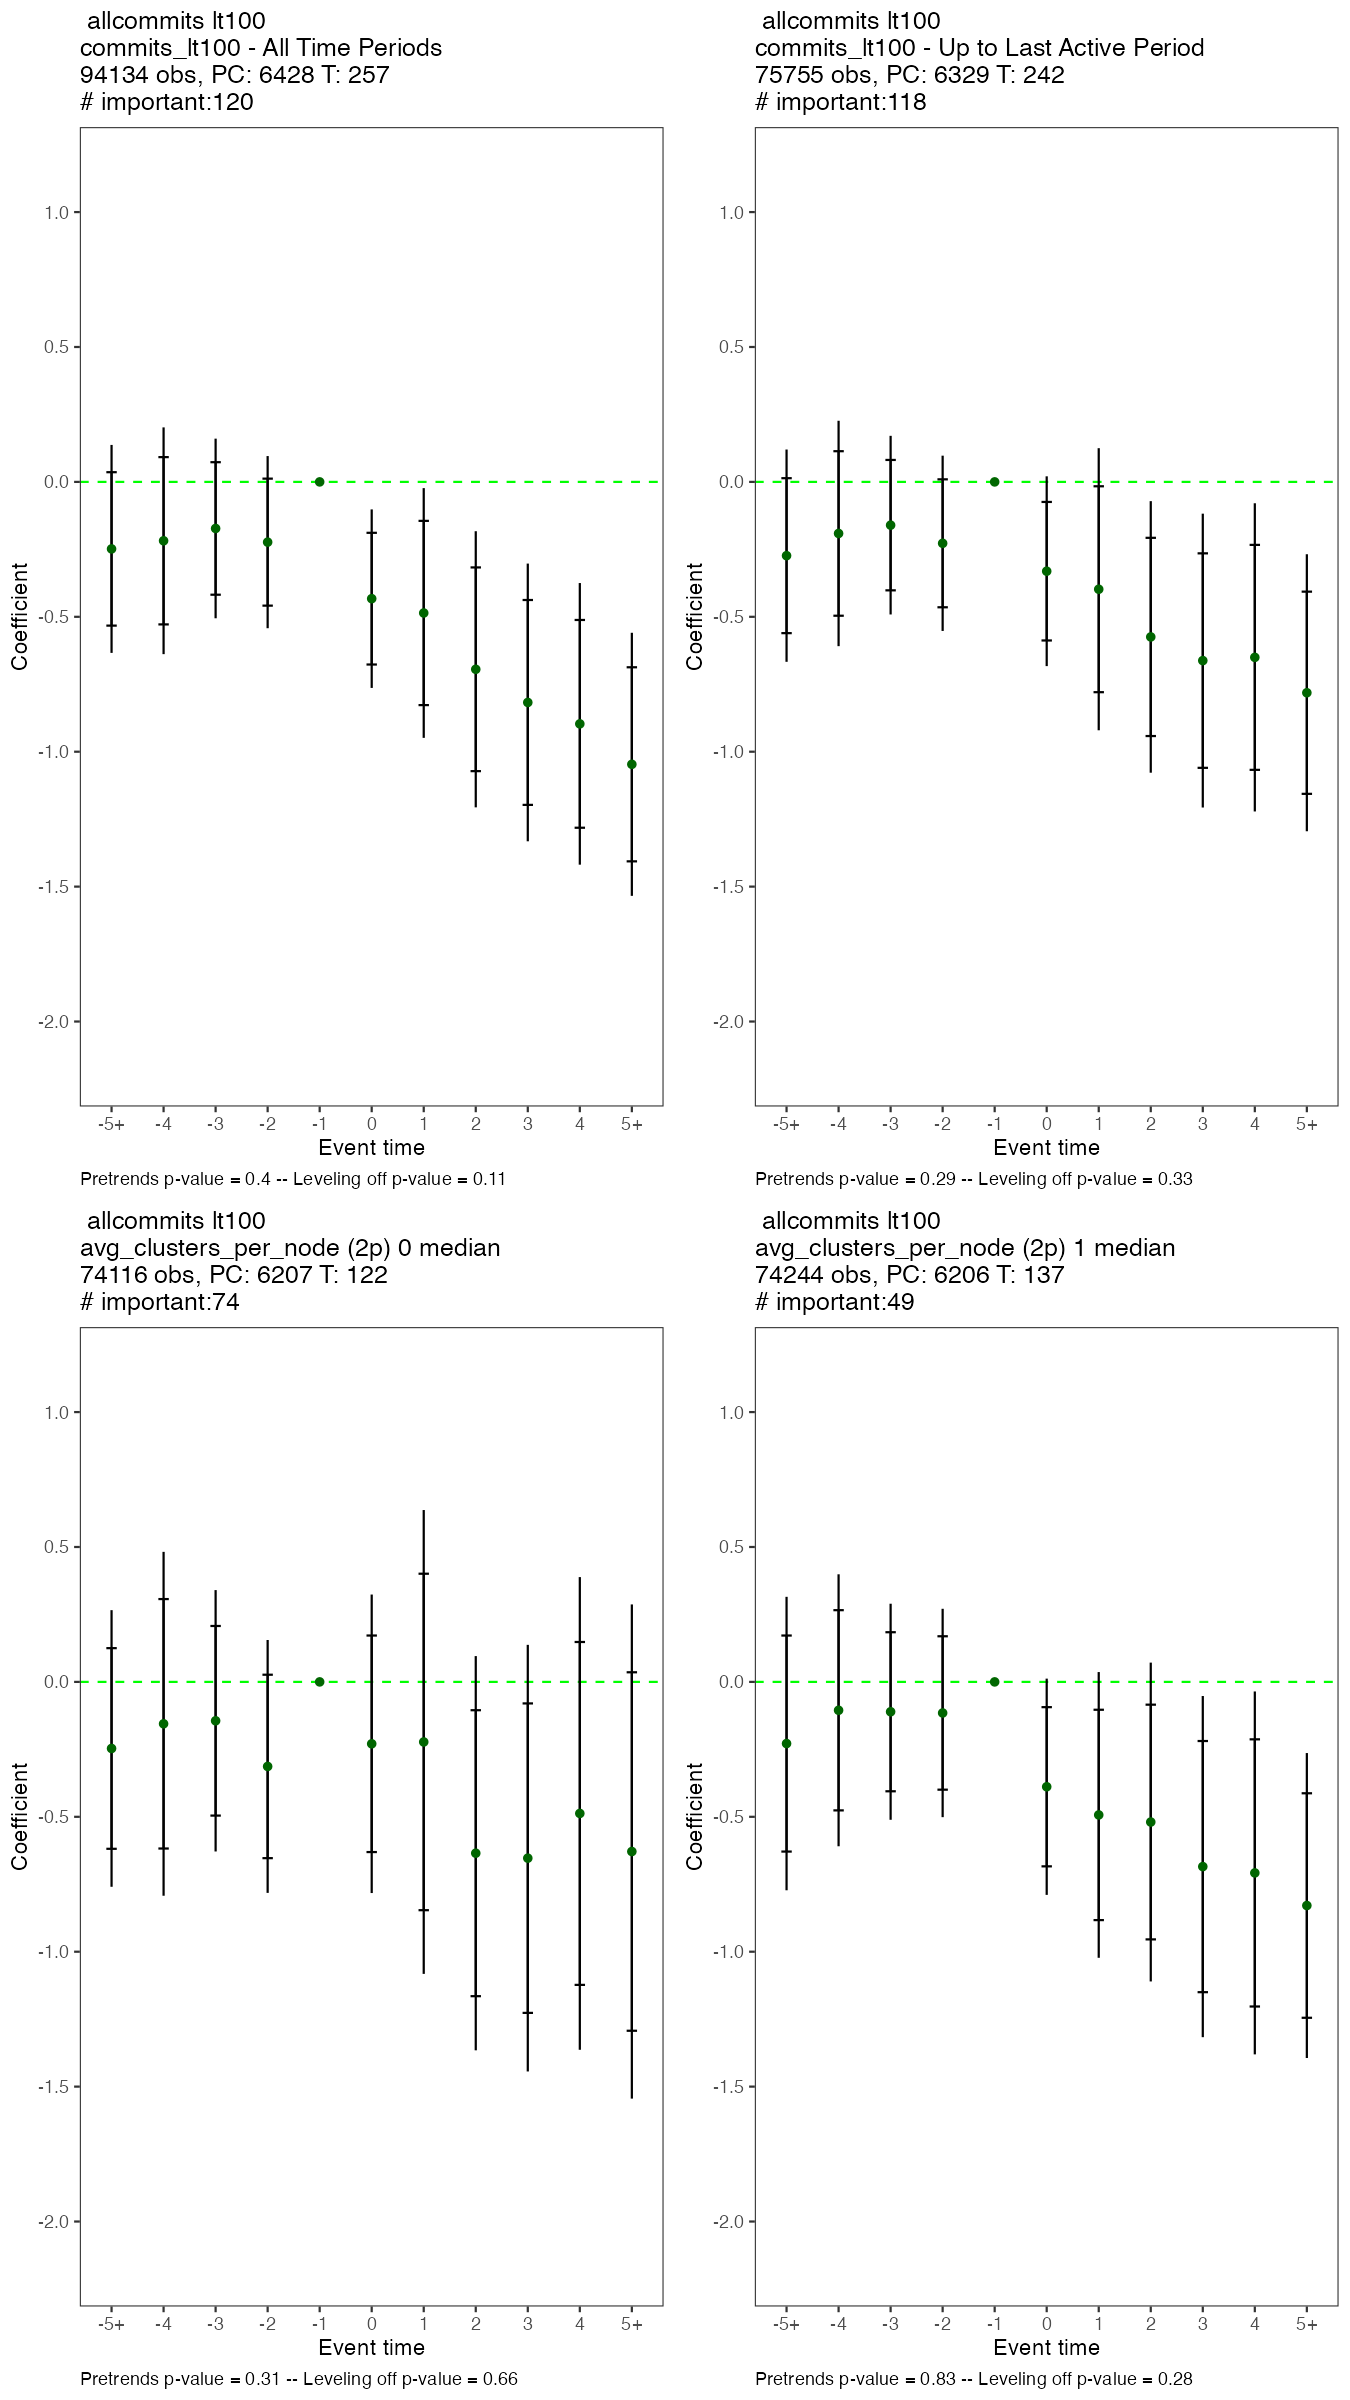 allcommits lt100
commits_lt100 - All Time Periods
94134 obs, PC: 6428 T: 257
# important:120
1.0
0.5
0.0
-0.5
-1.0
-1.5
-2.0
Coefficient
-5+ -4 -3 -2 -1 0 1 2 3 4 5+
Event time
Pretrends p-value = 0.4 -- Leveling off p-value = 0.11
allcommits lt100
commits_lt100 - Up to Last Active Period
75755 obs, PC: 6329 T: 242
# important:118
1.0
0.5
0.0
-0.5
-1.0
-1.5
-2.0
Coefficient
-5+ -4 -3 -2 -1 0 1 2 3 4 5+
Event time
Pretrends p-value = 0.29 -- Leveling off p-value = 0.33
allcommits lt100
avg_clusters_per_node (2p) 0 median
74116 obs, PC: 6207 T: 122
# important:74
1.0
0.5
0.0
-0.5
-1.0
-1.5
-2.0
Coefficient
-5+ -4 -3 -2 -1 0 1 2 3 4 5+
Event time
Pretrends p-value = 0.31 -- Leveling off p-value = 0.66
allcommits lt100
avg_clusters_per_node (2p) 1 median
74244 obs, PC: 6206 T: 137
# important:49
1.0
0.5
0.0
-0.5
-1.0
-1.5
-2.0
Coefficient
-5+ -4 -3 -2 -1 0 1 2 3 4 5+
Event time
Pretrends p-value = 0.83 -- Leveling off p-value = 0.28